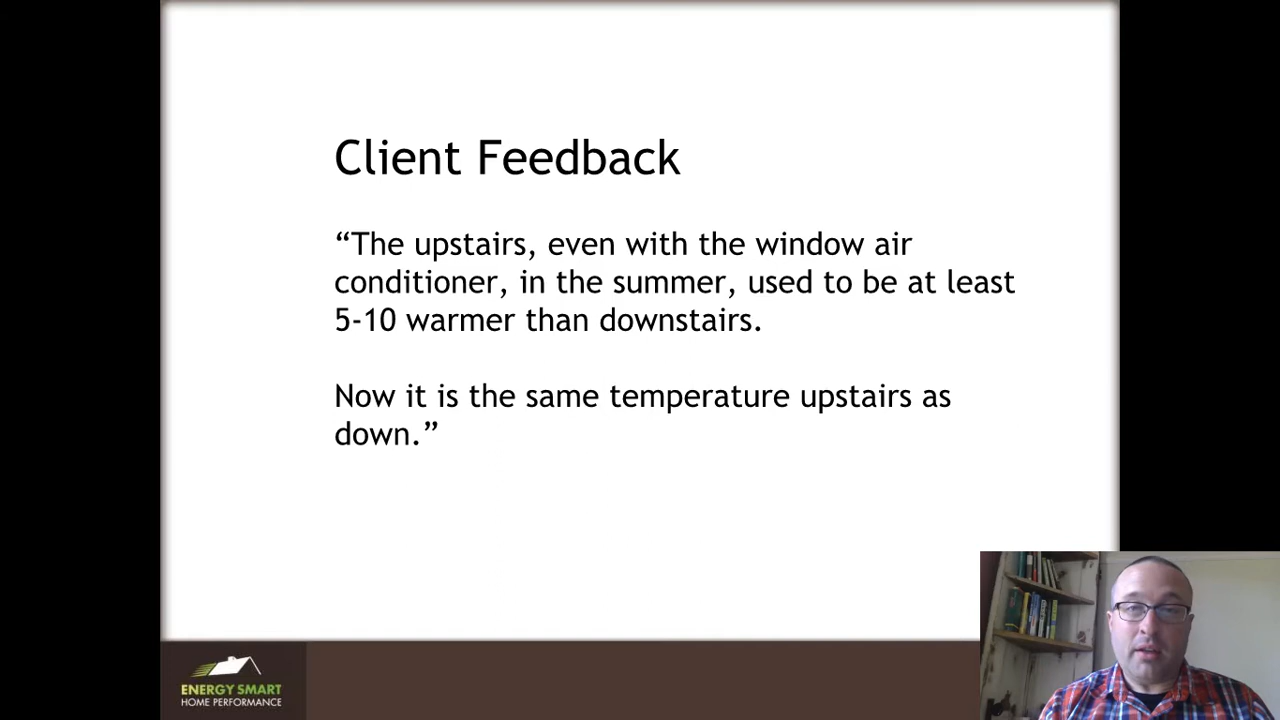 Client Feedback
“The upstairs, even with the window air
conditioner, in the summer, used to be at least
5-10 warmer than downstairs.
Now it is the same temperature upstairs as
down.”
ENERGY SMART
HOME PERFORMANCE